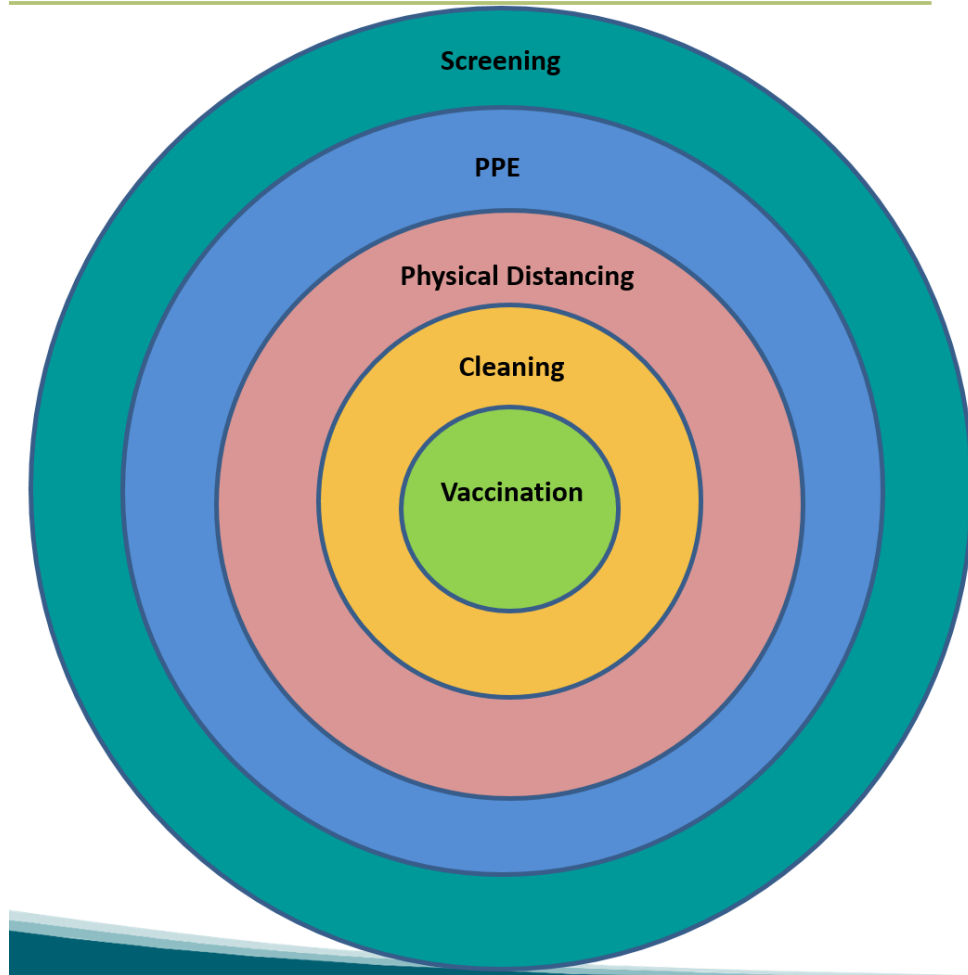 Screening
PPE
Physical Distancing
Cleaning
Vaccination